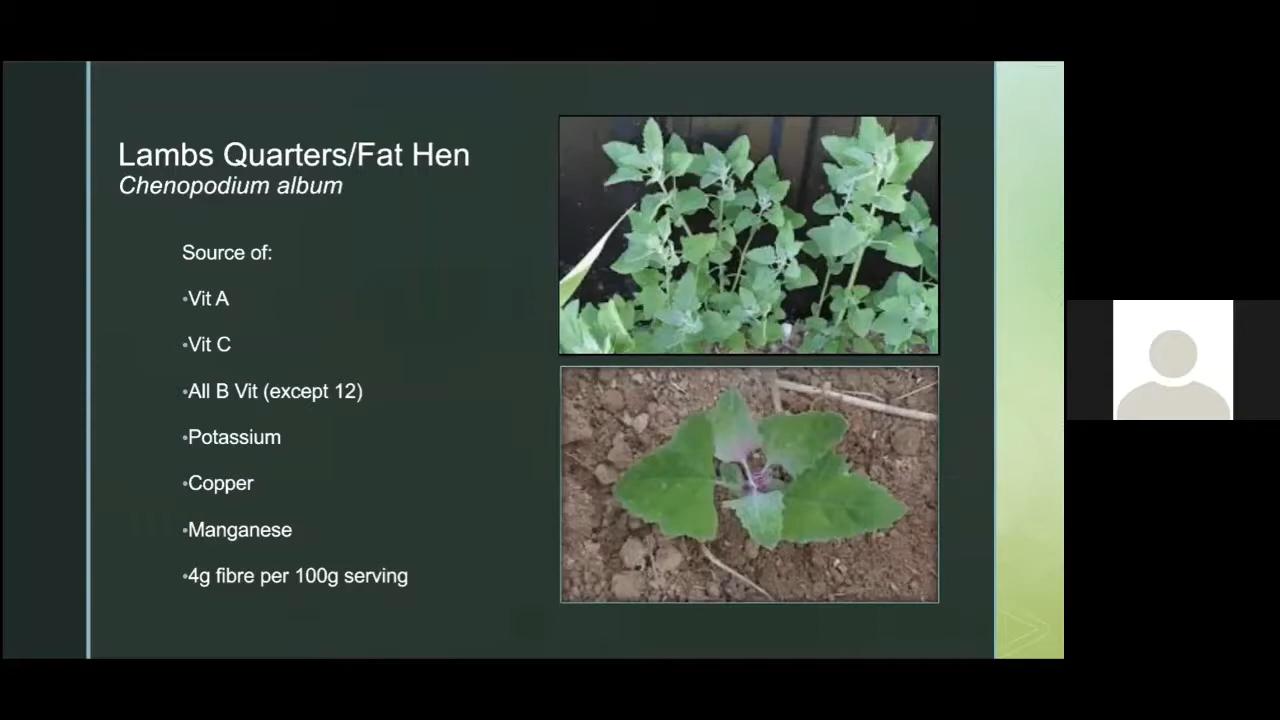 Lambs Quarters/Fat Hen
Chenopodium album
Source of:
•Vit A
•Vit C
•All B Vit (except 12)
•Potassium
•Copper
•Manganese
•4g fibre per 100g serving